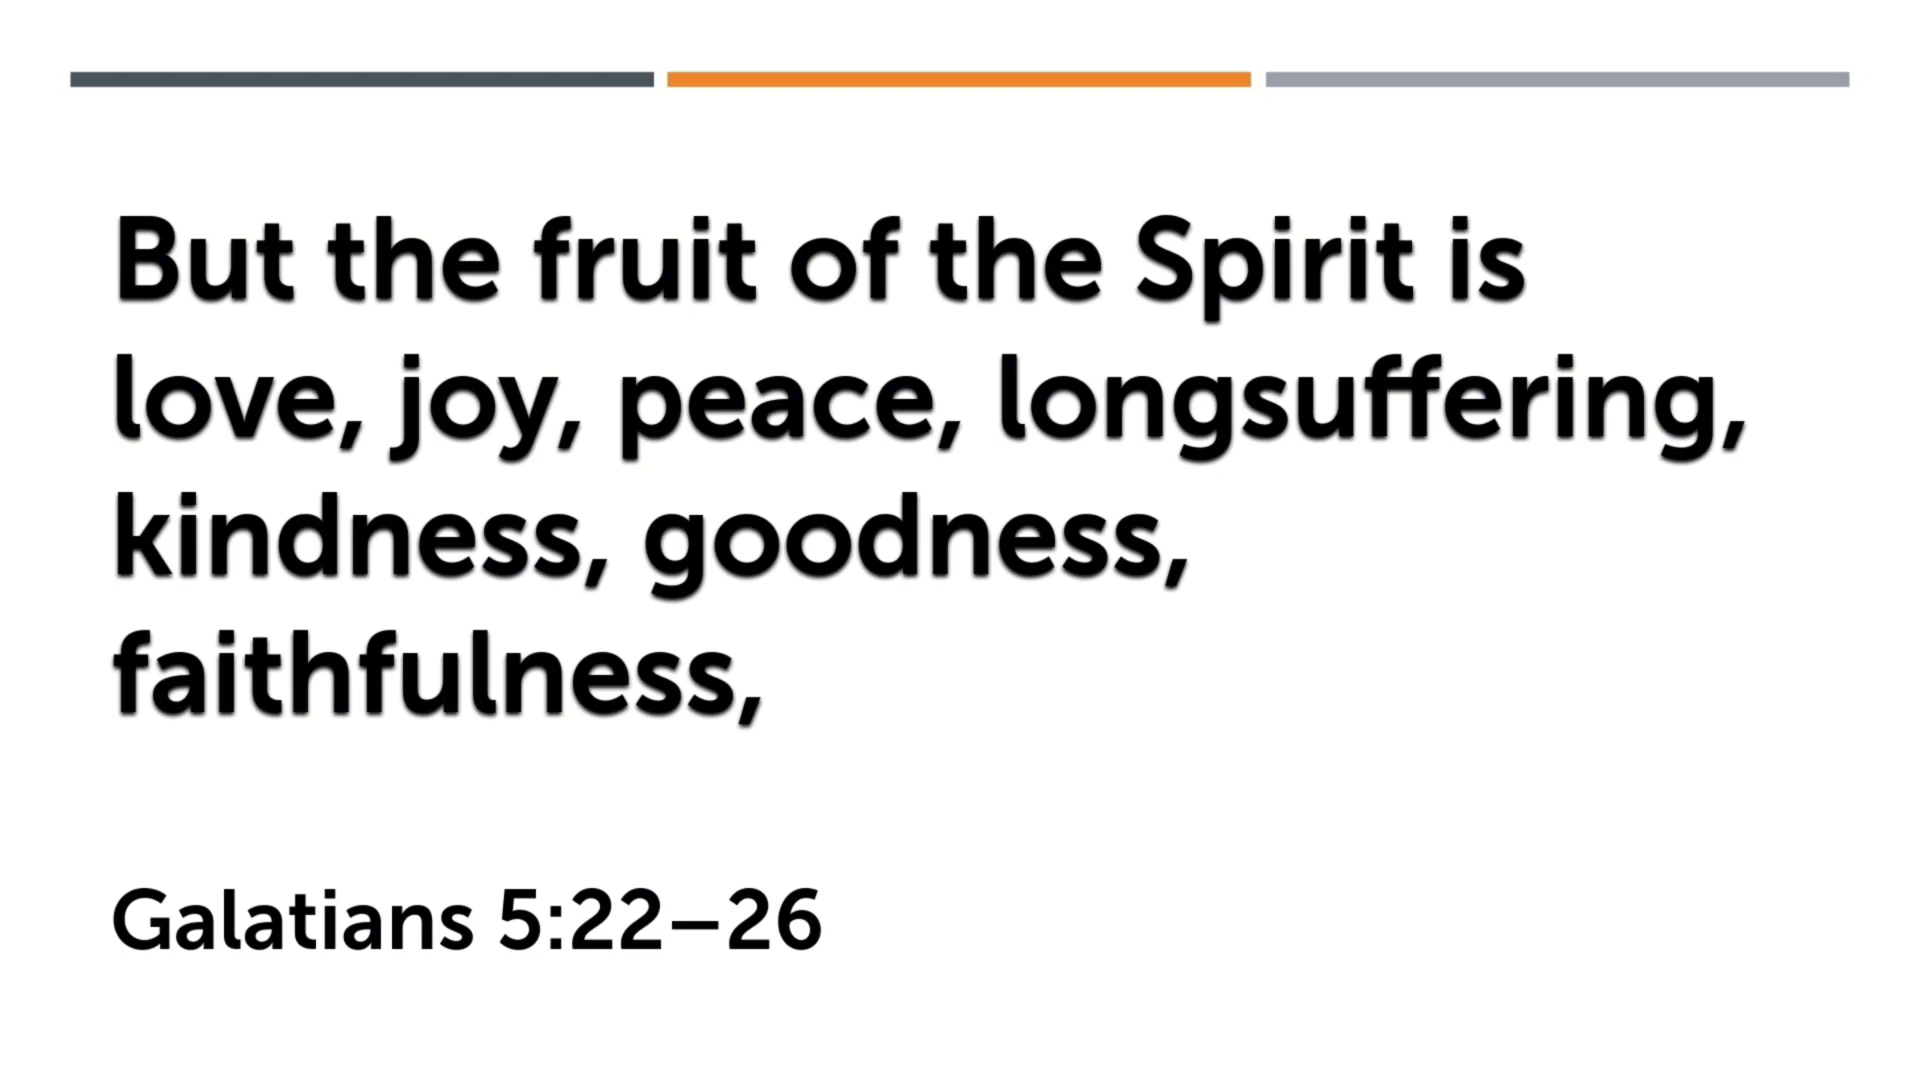 But the fruit of the Spirit is
love, joy, peace, longsuffering,
kindness, goodness,
faithfulness,
Galatians 5:22–26